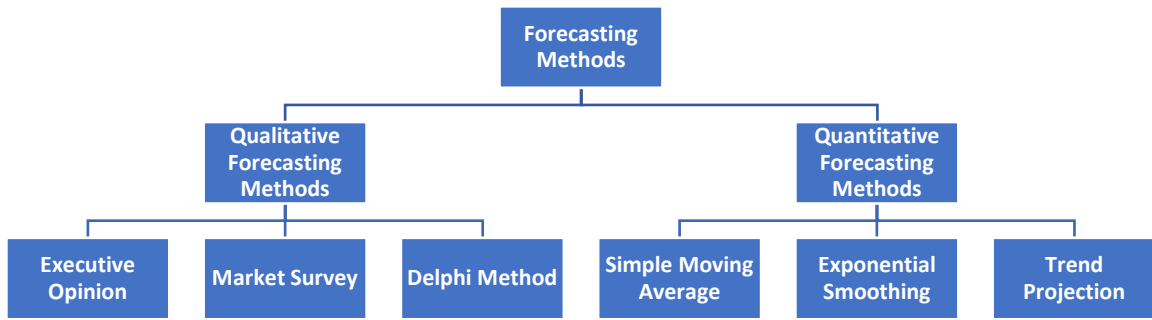 Forecasting
Methods
Qualitative
Forecasting
Methods
Quantitative
Forecasting
Methods
Executive
Opinion
Market Survey
Delphi Method
Simple Moving
Average
Exponential
Smoothing
Trend
Projection